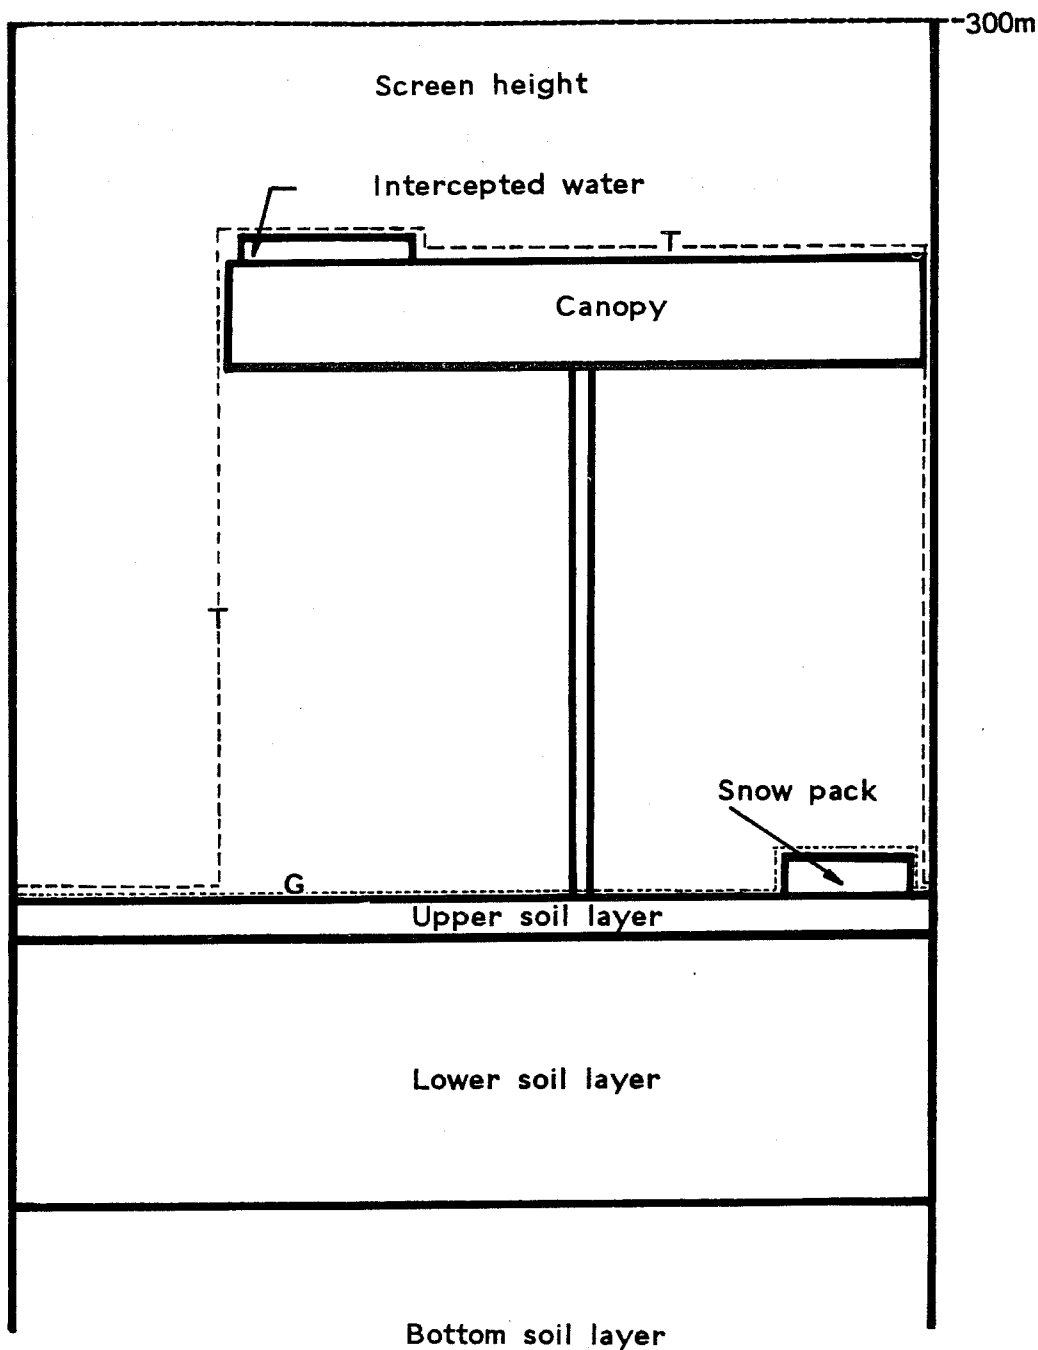 300m
Screen height
Intercepted water
T
Canopy
T
Snow pack
G
Upper soil layer
Lower soil layer
Bottom soil layer